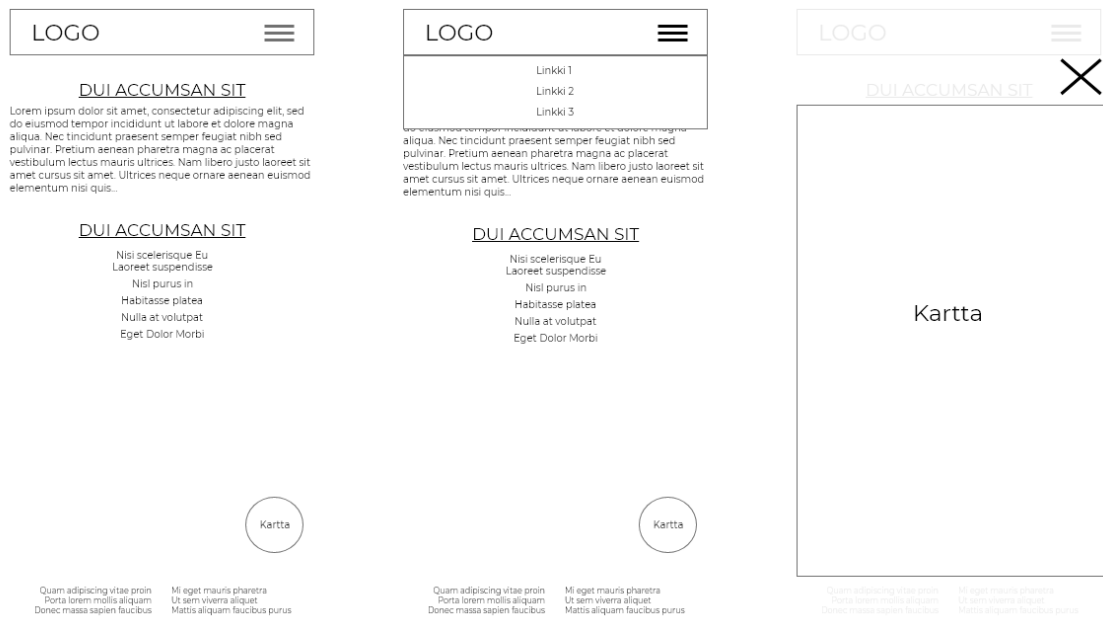 LOGO
DUI ACCUMSAN SIT
Lorem ipsum dolor sit amet, consectetur adipiscing elit, sed
do eiusmod tempor incididunt ut labore et dolore magna
aliqua. Nec tincidunt praesent semper feugiat nibh sed
pulvinar. Pretium aenean pharetra magna ac placerat
vestibulum lectus mauris ultrices. Nam libero justo laoreet sit
amet cursus sit amet. Ultrices neque ornare aenean euismod
elementum nisi quis...
DUI ACCUMSAN SIT
Nisi scelerisque Eu
Laoreet suspendisse
Nisl purus in
Habitasse platea
Nulla at volutpat
Eget Dolor Morbi
Kartta
Quam adipiscing vitae proin
Porta lorem mollis aliquam
Donec massa sapien faucibus
Mi eget mauris pharetra
Ut sem viverra aliquet
Mattis aliquam faucibus purus
LOGO
Linkki 1
Linkki 2
Linkki 3
do eiusmod tempor incididunt ut labore et dolore magna
aliqua. Nec tincidunt praesent semper feugiat nibh sed
pulvinar. Pretium aenean pharetra magna ac placerat
vestibulum lectus mauris ultrices. Nam libero justo laoreet sit
amet cursus sit amet. Ultrices neque ornare aenean euismod
elementum nisi quis...
DUI ACCUMSAN SIT
Nisi scelerisque Eu
Laoreet suspendisse
Nisl purus in
Habitasse platea
Nulla at volutpat
Eget Dolor Morbi
Kartta
Quam adipiscing vitae proin
Porta lorem mollis aliquam
Donec massa sapien faucibus
Mi eget mauris pharetra
Ut sem viverra aliquet
Mattis aliquam faucibus purus
LOGO
DUI ACCUMSAN SIT
Kartta
Quam adipiscing vitae proin
Porta lorem mollis aliquam
Donec massa sapien faucibus
Mi eget mauris pharetra
Ut sem viverra aliquet
Mattis aliquam faucibus purus